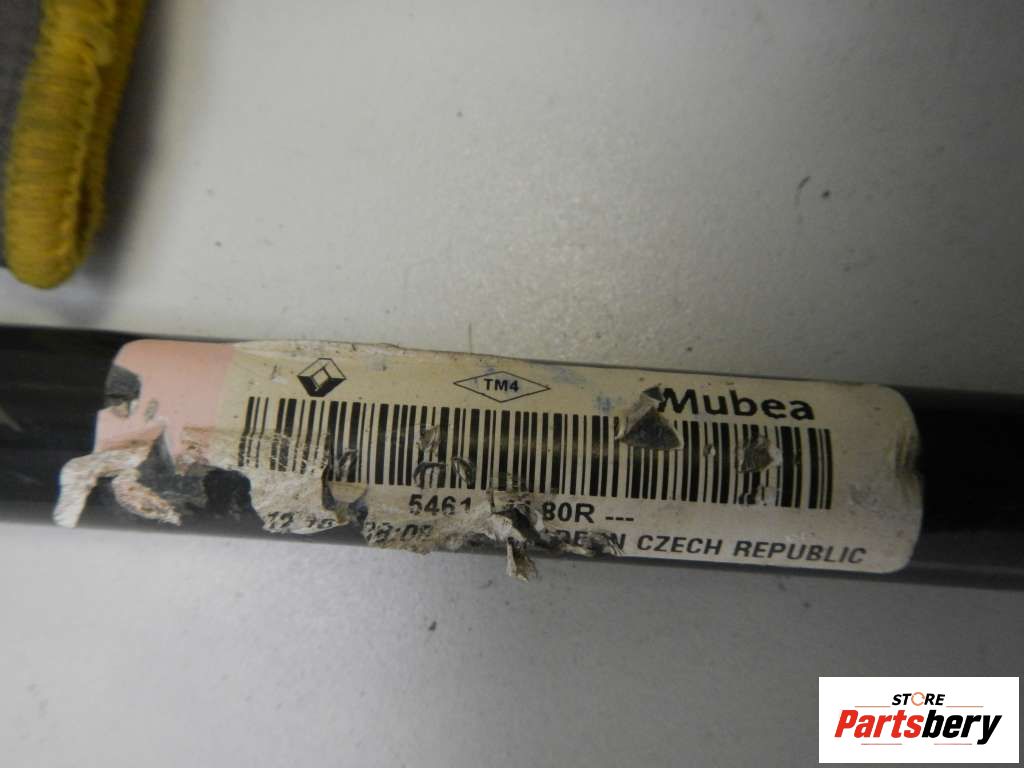 TM4
Mubea
5461 80R ---
CZECH REPUBLIC
STORE
Partsbery